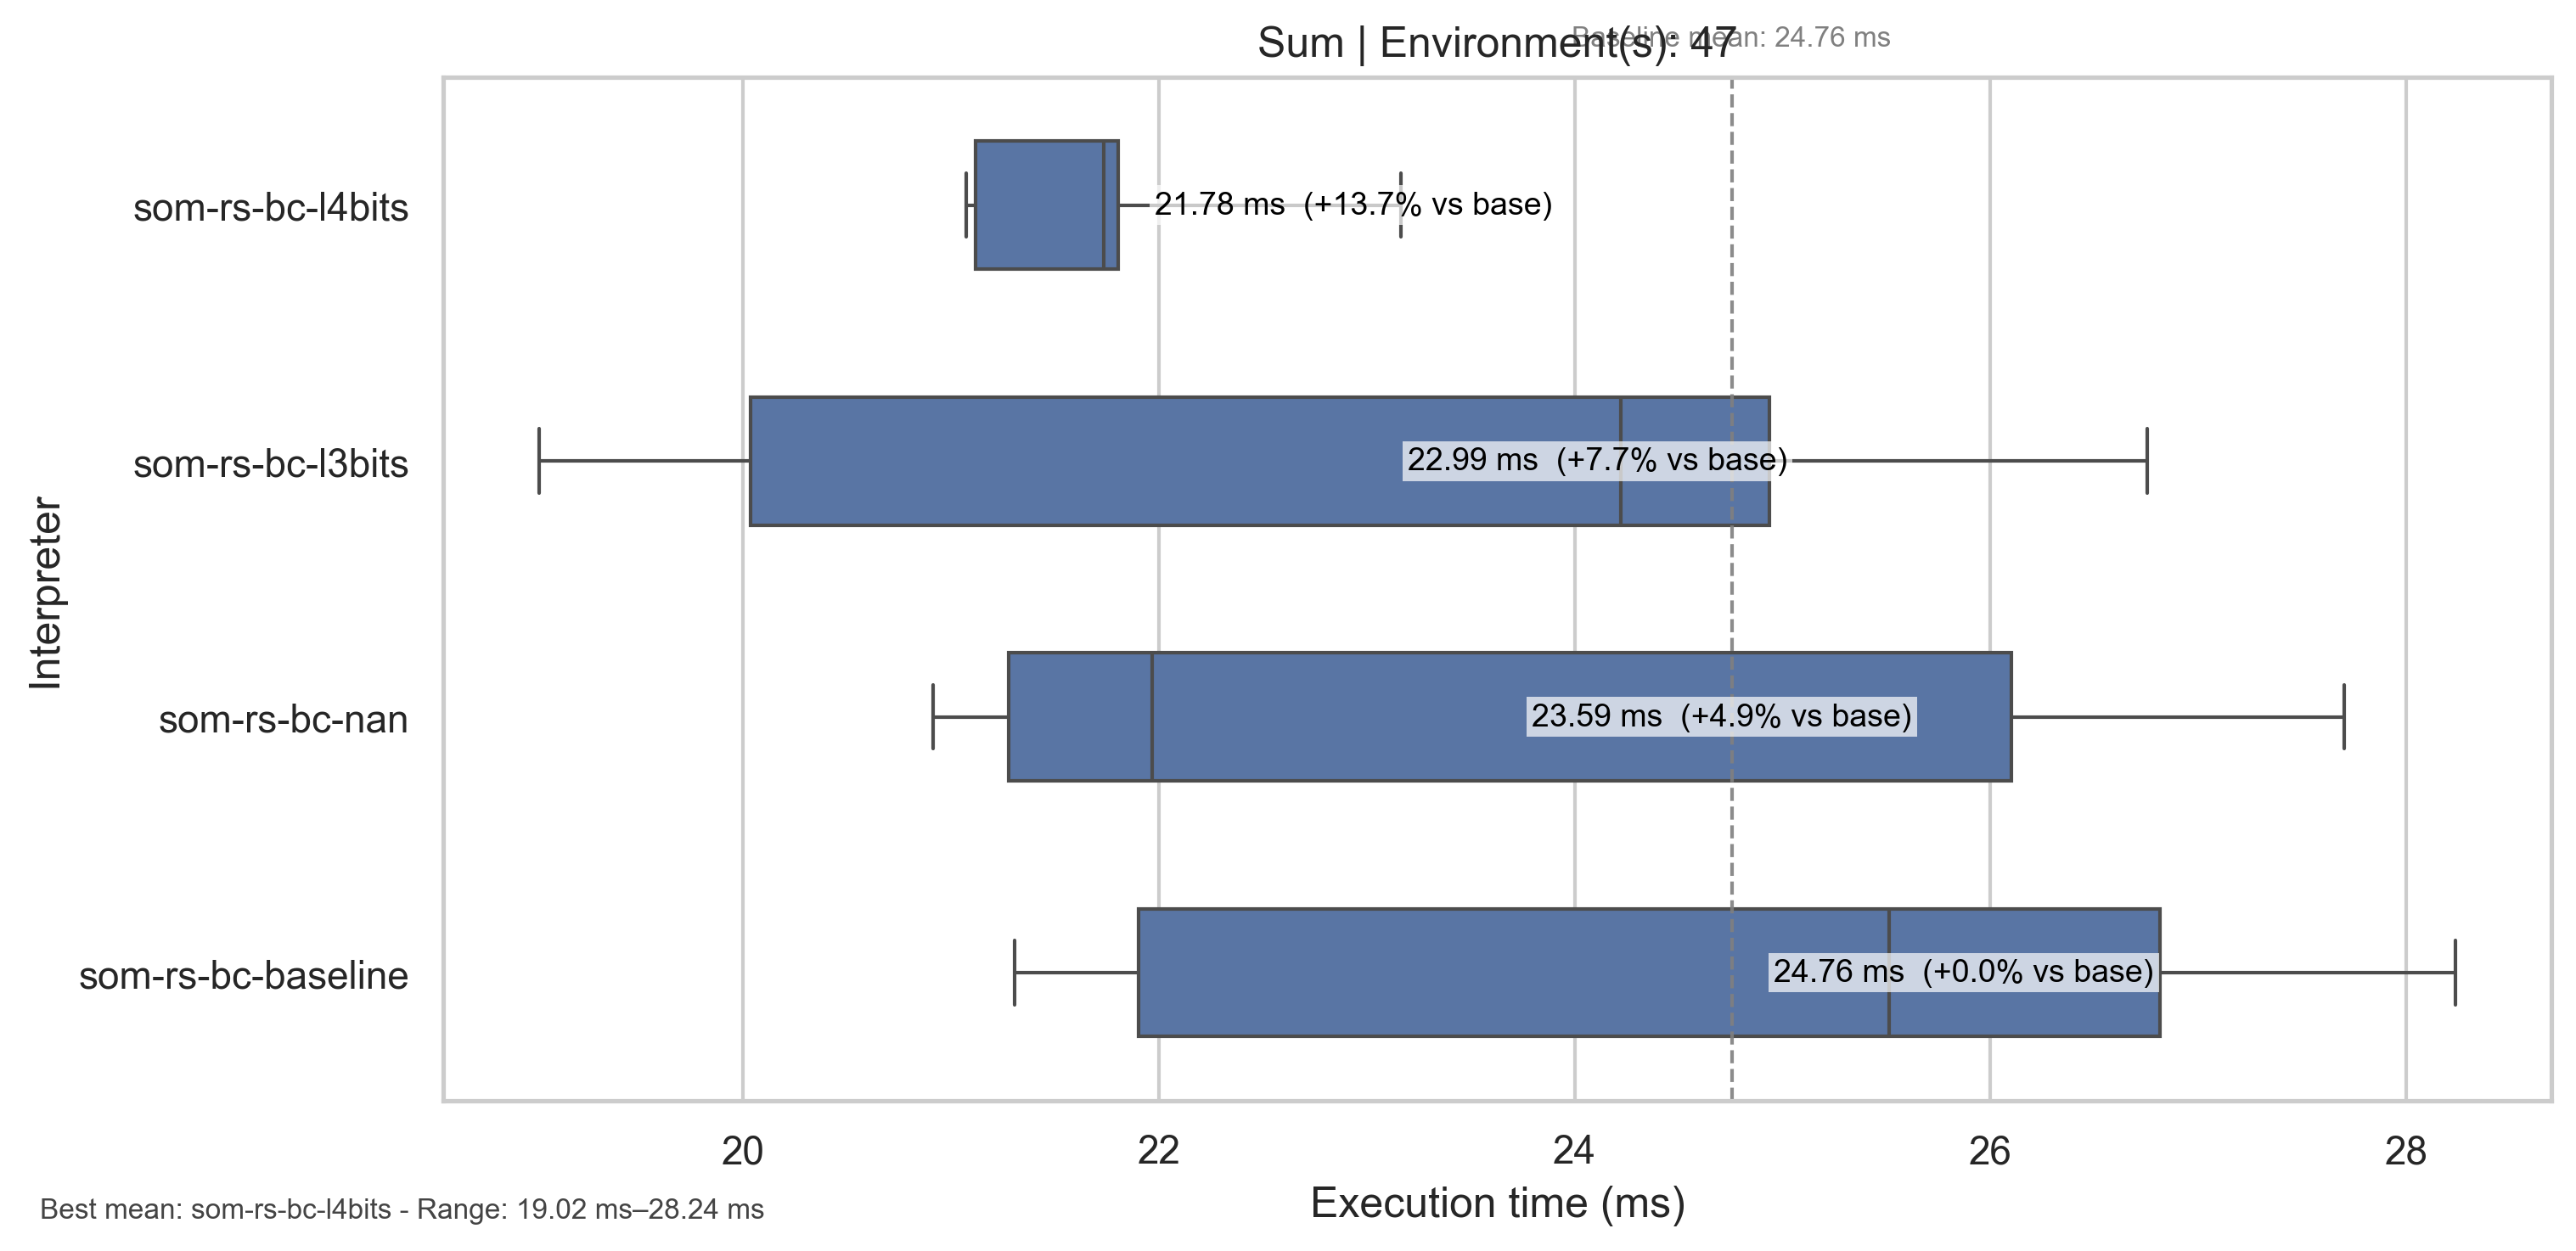 Sum | Environment(s): 47
Baseline mean: 24.76 ms
Interpreter
som-rs-bc-l4bits
21.78 ms (+13.7% vs base)
som-rs-bc-l3bits
22.99 ms (+7.7% vs base)
som-rs-bc-nan
23.59 ms (+4.9% vs base)
som-rs-bc-baseline
24.76 ms (+0.0% vs base)
20 22 24 26 28
Execution time (ms)
Best mean: som-rs-bc-l4bits - Range: 19.02 ms–28.24 ms